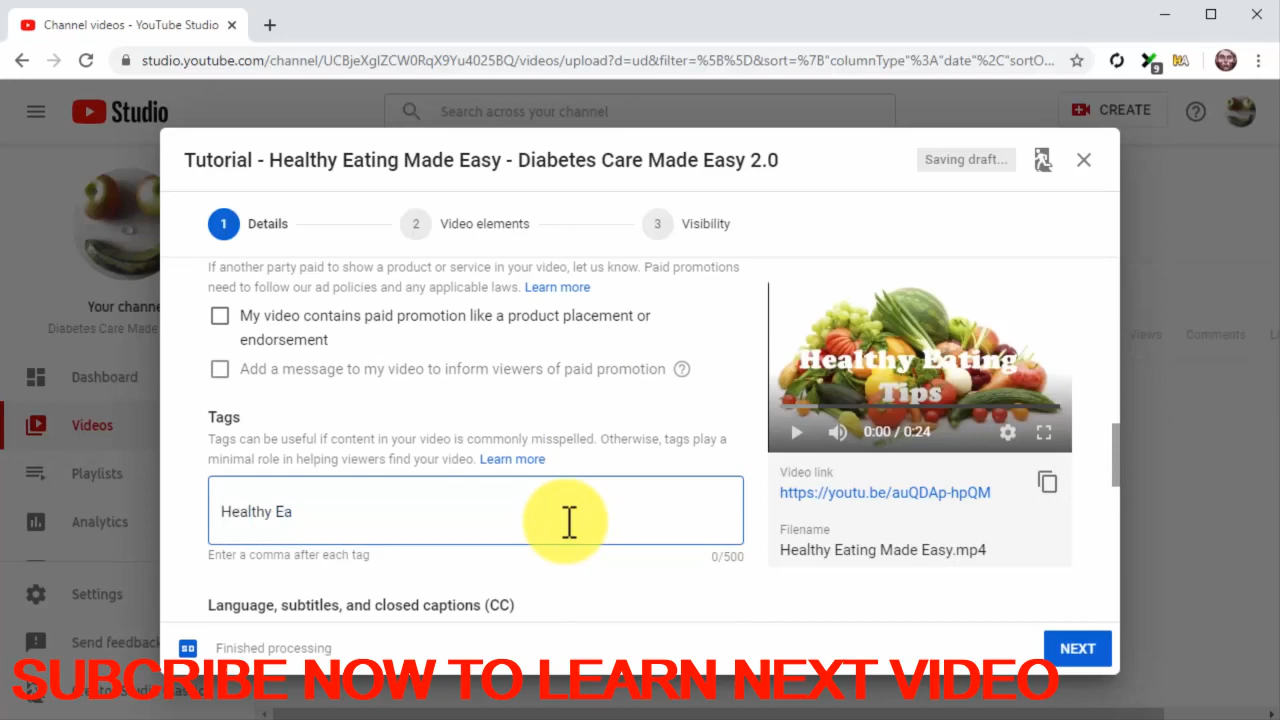 Channel videos - YouTube Studio
studio.youtube.com/channel/UCBjeXgIZCW0RqX9Yu4025BQ/videos/upload?d=ud&filter=%5B%5D&sort=%7B"columnType"%3A"date"%2C"sortO...
9
Studio
Search across your channel
CREATE
Tutorial - Healthy Eating Made Easy - Diabetes Care Made Easy 2.0
Saving draft...
1 Details
2 Video elements
3 Visibility
If another party paid to show a product or service in your video, let us know. Paid promotions
need to follow our ad policies and any applicable laws. Learn more
My video contains paid promotion like a product placement or
endorsement
Add a message to my video to inform viewers of paid promotion
Tags
Tags can be useful if content in your video is commonly misspelled. Otherwise, tags play a
minimal role in helping viewers find your video. Learn more
Healthy Ea
Enter a comma after each tag
0/500
Language, subtitles, and closed captions (CC)
Healthy Eating
Tips
0:00 / 0:24
Video link
https://youtu.be/auQDAp-hpQM
Filename
Healthy Eating Made Easy.mp4
SD
Finished processing
NEXT
Your channe
Diabetes Care Made
Dashboard
Videos
Playlists
Analytics
Settings
Send feedback
Views
Comments
SUBCRIBE NOW TO LEARN NEXT VIDEO